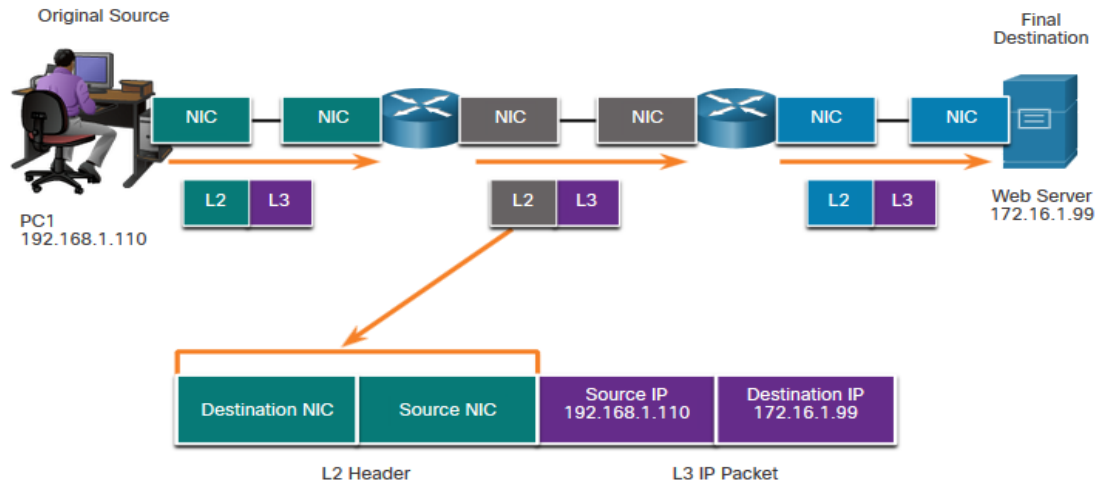 Original Source
Final
Destination
NIC
NIC
NIC
NIC
NIC
NIC
L2 L3
L2 L3
L2 L3
PC1
192.168.1.110
Web Server
172.16.1.99
Destination NIC
Source NIC
Source IP
192.168.1.110
Destination IP
172.16.1.99
L2 Header
L3 IP Packet